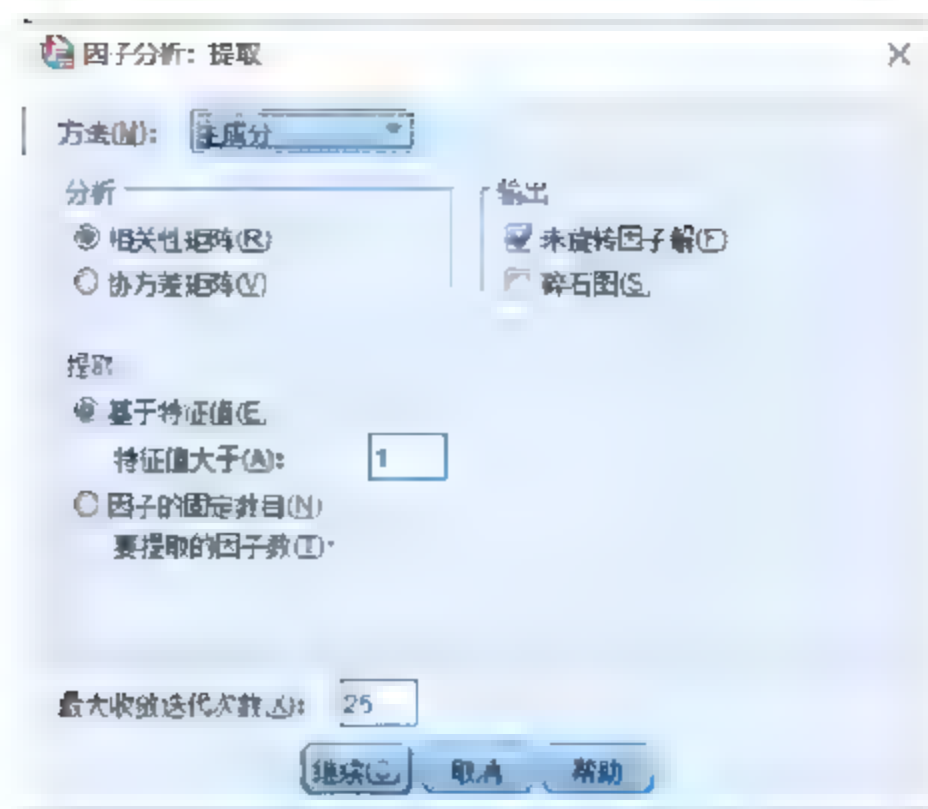 因子分析: 提取
方法(M): 主成分
分析
相关性矩阵(R)
协方差矩阵(V)
输出
未旋转因子解(F)
碎石图(S)
提取
基于特征值(E)
特征值大于(A): 1
因子的固定数目(N)
要提取的因子数(T):
最大收敛迭代次数(X): 25
继续(C) 取消 帮助